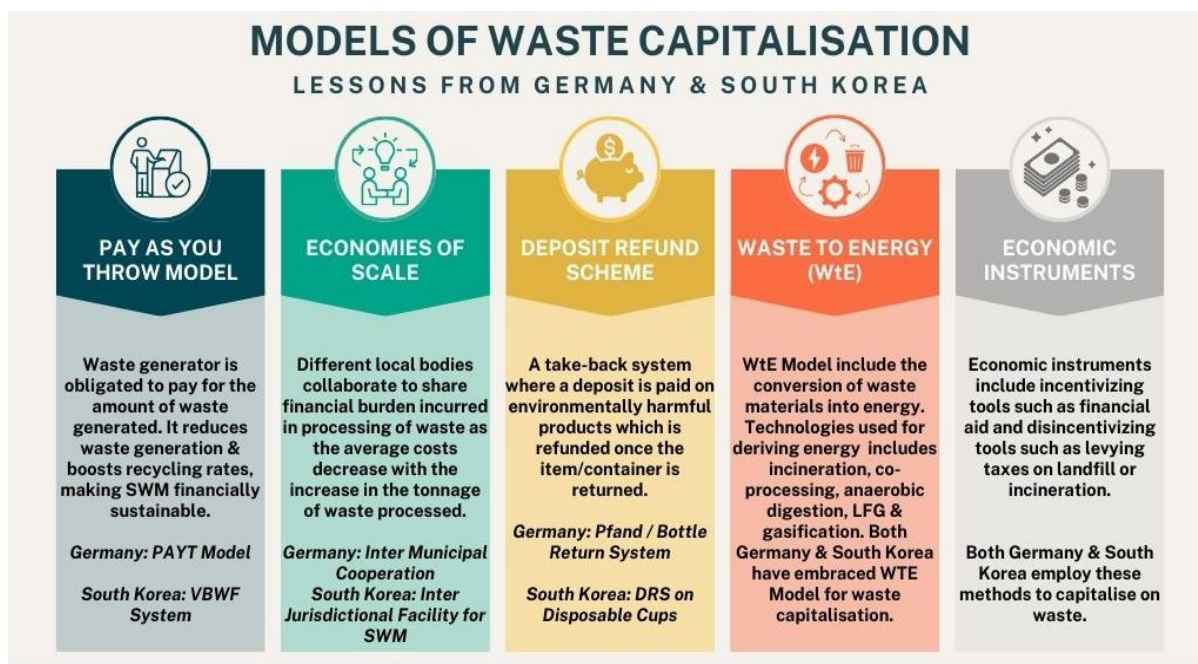 MODELS OF WASTE CAPITALISATION
LESSONS FROM GERMANY & SOUTH KOREA
PAY AS YOU
THROW MODEL
Waste generator is
obligated to pay for the
amount of waste
generated. It reduces
waste generation &
boosts recycling rates,
making SWM financially
sustainable.
Germany: PAYT Model
South Korea: VBWF
System
ECONOMIES OF
SCALE
Different local bodies
collaborate to share
financial burden incurred
in processing of waste as
the average costs
decrease with the
increase in the tonnage
of waste processed.
Germany: Inter Municipal
Cooperation
South Korea: Inter
Jurisdictional Facility for
SWM
DEPOSIT REFUND
SCHEME
A take-back system
where a deposit is paid on
environmentally harmful
products which is
refunded once the
item/container is
returned.
Germany: Pfand / Bottle
Return System
South Korea: DRS on
Disposable Cups
WASTE TO ENERGY
(WtE)
WtE Model include the
conversion of waste
materials into energy.
Technologies used for
deriving energy includes
incineration, co-
processing, anaerobic
digestion, LFG &
gasification. Both
Germany & South Korea
have embraced WTE
Model for waste
capitalisation.
ECONOMIC
INSTRUMENTS
Economic instruments
include incentivizing
tools such as financial
aid and disincentivizing
tools such as levying
taxes on landfill or
incineration.
Both Germany & South
Korea employ these
methods to capitalise on
waste.